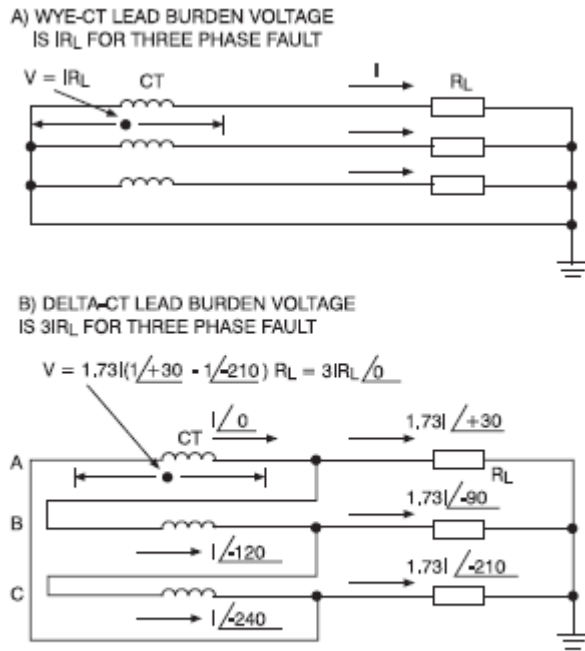 A) WYE-CT LEAD BURDEN VOLTAGE
IS IRL FOR THREE PHASE FAULT
V = IRL
CT
I
RL
B) DELTA-CT LEAD BURDEN VOLTAGE
IS 3IRL FOR THREE PHASE FAULT
V = 1.73I(1/+30 - 1/-210) RL = 3IRL/0
I/0
1.73I/+30
CT
A
RL
1.73I/-90
B
I/-120
1.73I/-210
C
I/-240